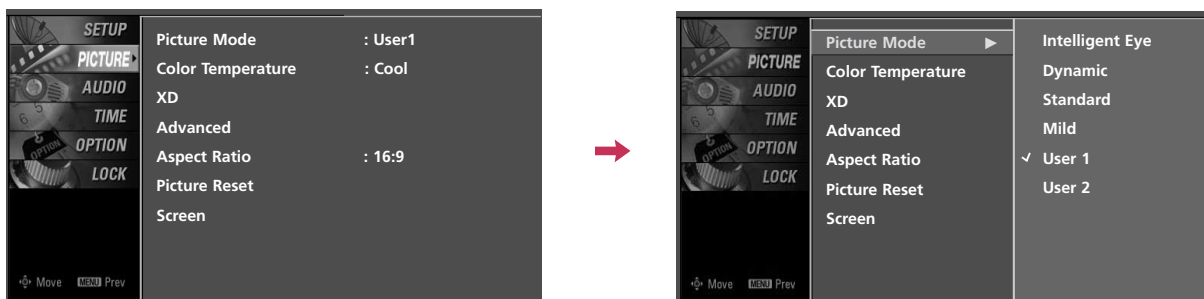 SETUP
PICTURE
AUDIO
TIME
OPTION
LOCK
Move MENU Prev
Picture Mode : User1
Color Temperature : Cool
XD
Advanced
Aspect Ratio : 16:9
Picture Reset
Screen
SETUP
PICTURE
AUDIO
TIME
OPTION
LOCK
Move MENU Prev
Picture Mode ▶
Color Temperature
XD
Advanced
Aspect Ratio
Picture Reset
Screen
Intelligent Eye
Dynamic
Standard
Mild
✓ User 1
User 2